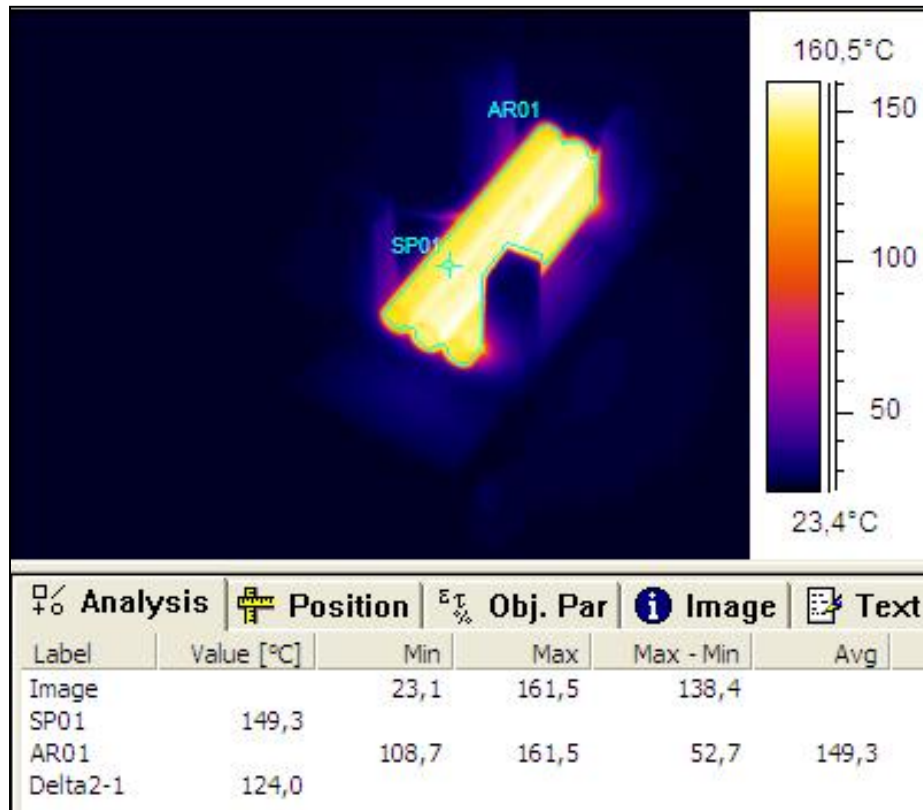 160,5°C
AR01
150
SP01
100
50
23,4°C
Analysis Position ετ% Obj. Par Image Text
Label Value [°C] Min Max Max - Min Avg
Image 23,1 161,5 138,4
SP01 149,3
AR01 108,7 161,5 52,7 149,3
Delta2-1 124,0